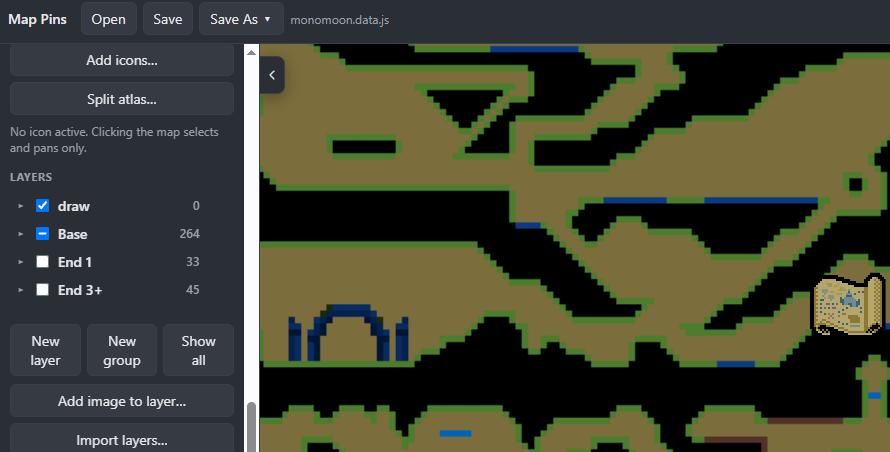 Map Pins Open Save Save As ▼ monomoon.data.js
Add icons...
Split atlas...
No icon active. Clicking the map selects
and pans only.
LAYERS
draw 0
Base 264
End 1 33
End 3+ 45
New layer
New group
Show all
Add image to layer...
Import layers...